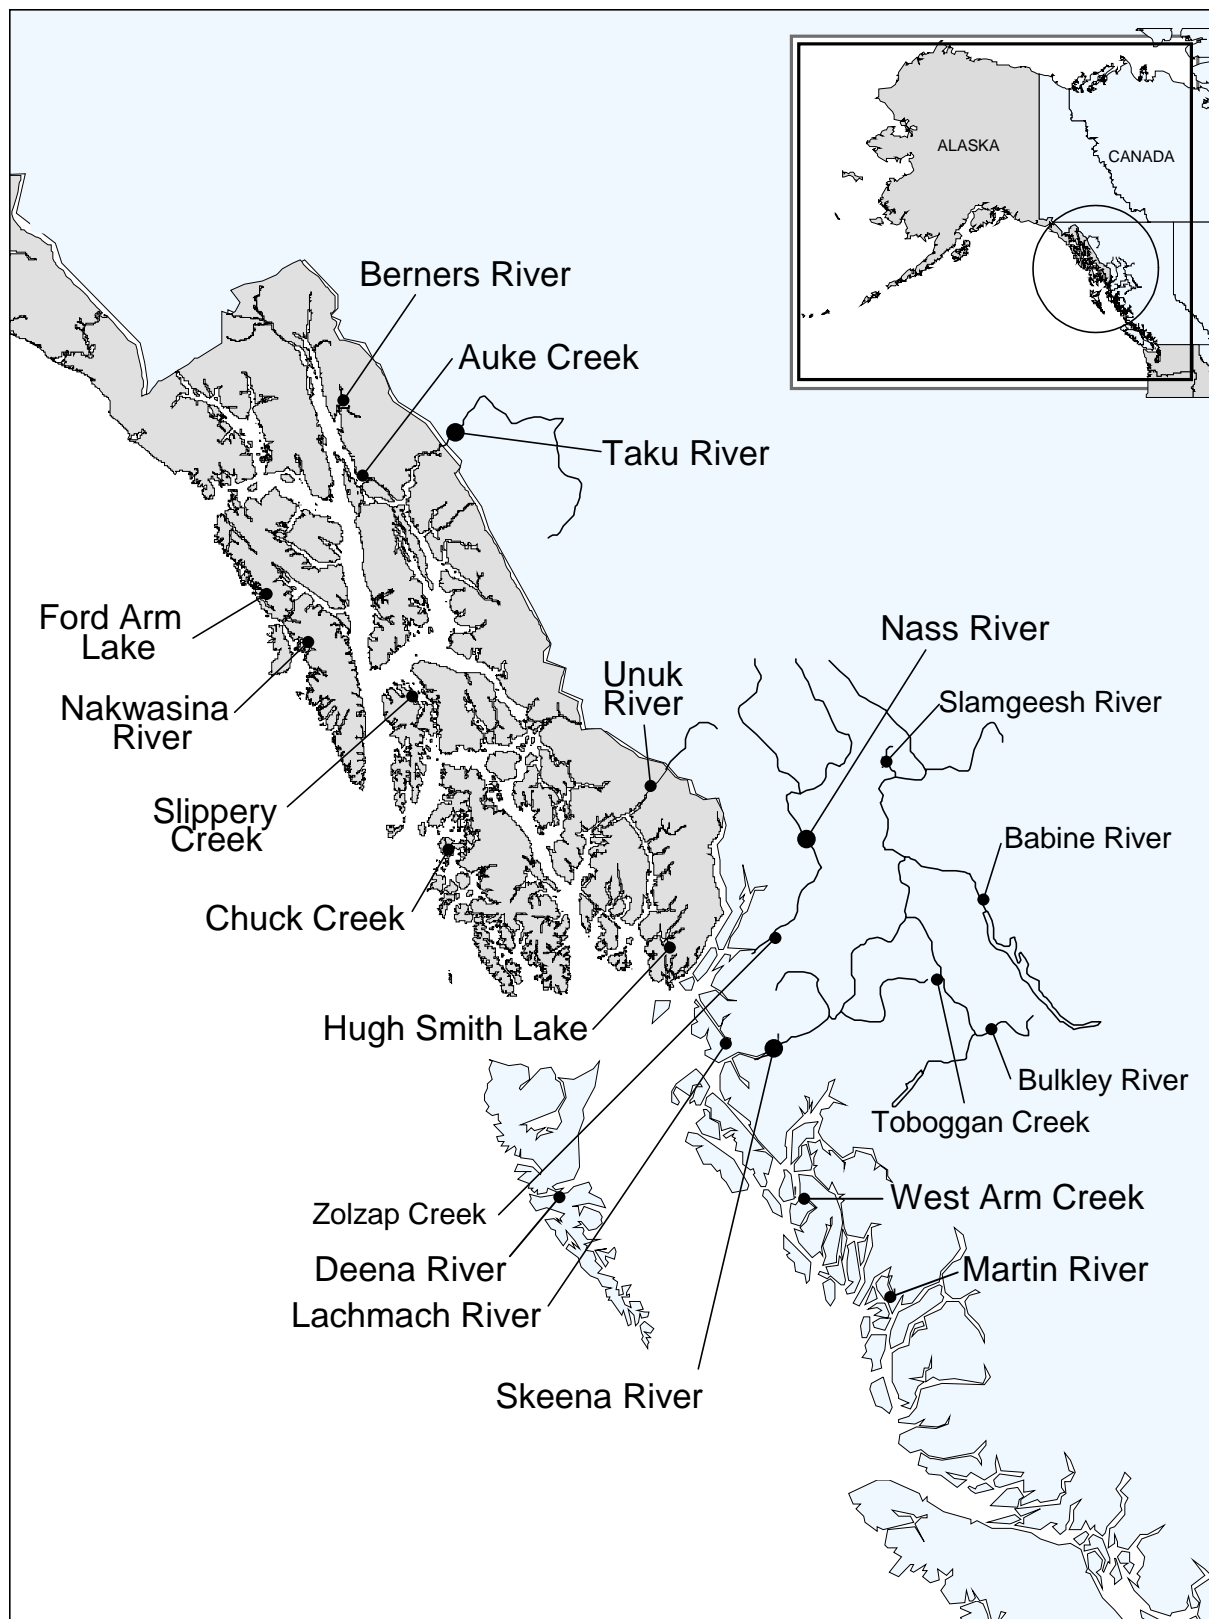 ALASKA
CANADA
Berners River
Auke Creek
Taku River
Ford Arm
Lake
Nass River
Unuk
River
Slamgeesh River
Nakwasina
River
Slippery
Creek
Babine River
Chuck Creek
Hugh Smith Lake
Bulkley River
Toboggan Creek
West Arm Creek
Zolzap Creek
Deena River
Martin River
Lachmach River
Skeena River